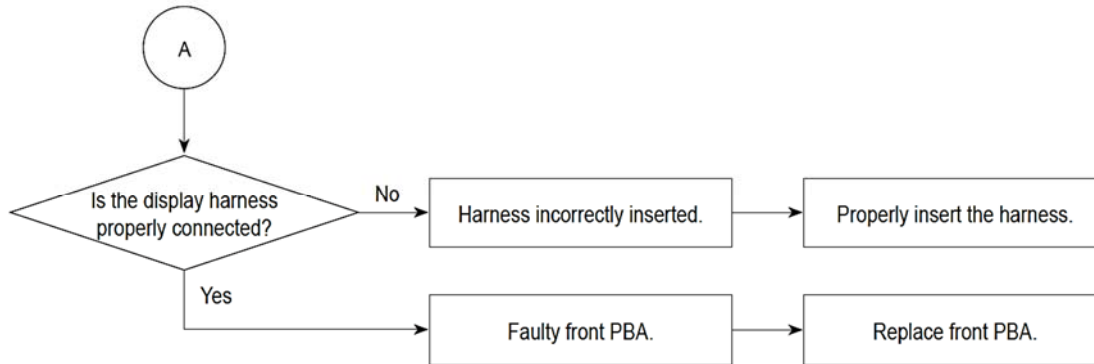 A
Is the display harness
properly connected?
No
Harness incorrectly inserted.
Properly insert the harness.
Yes
Faulty front PBA.
Replace front PBA.